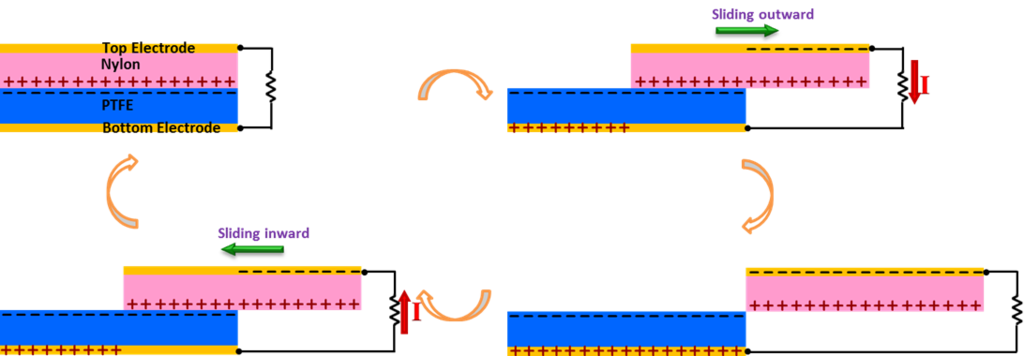 Sliding outward
Top Electrode
Nylon
+++++++++++++++++++
PTFE
Bottom Electrode
I
Sliding inward
I